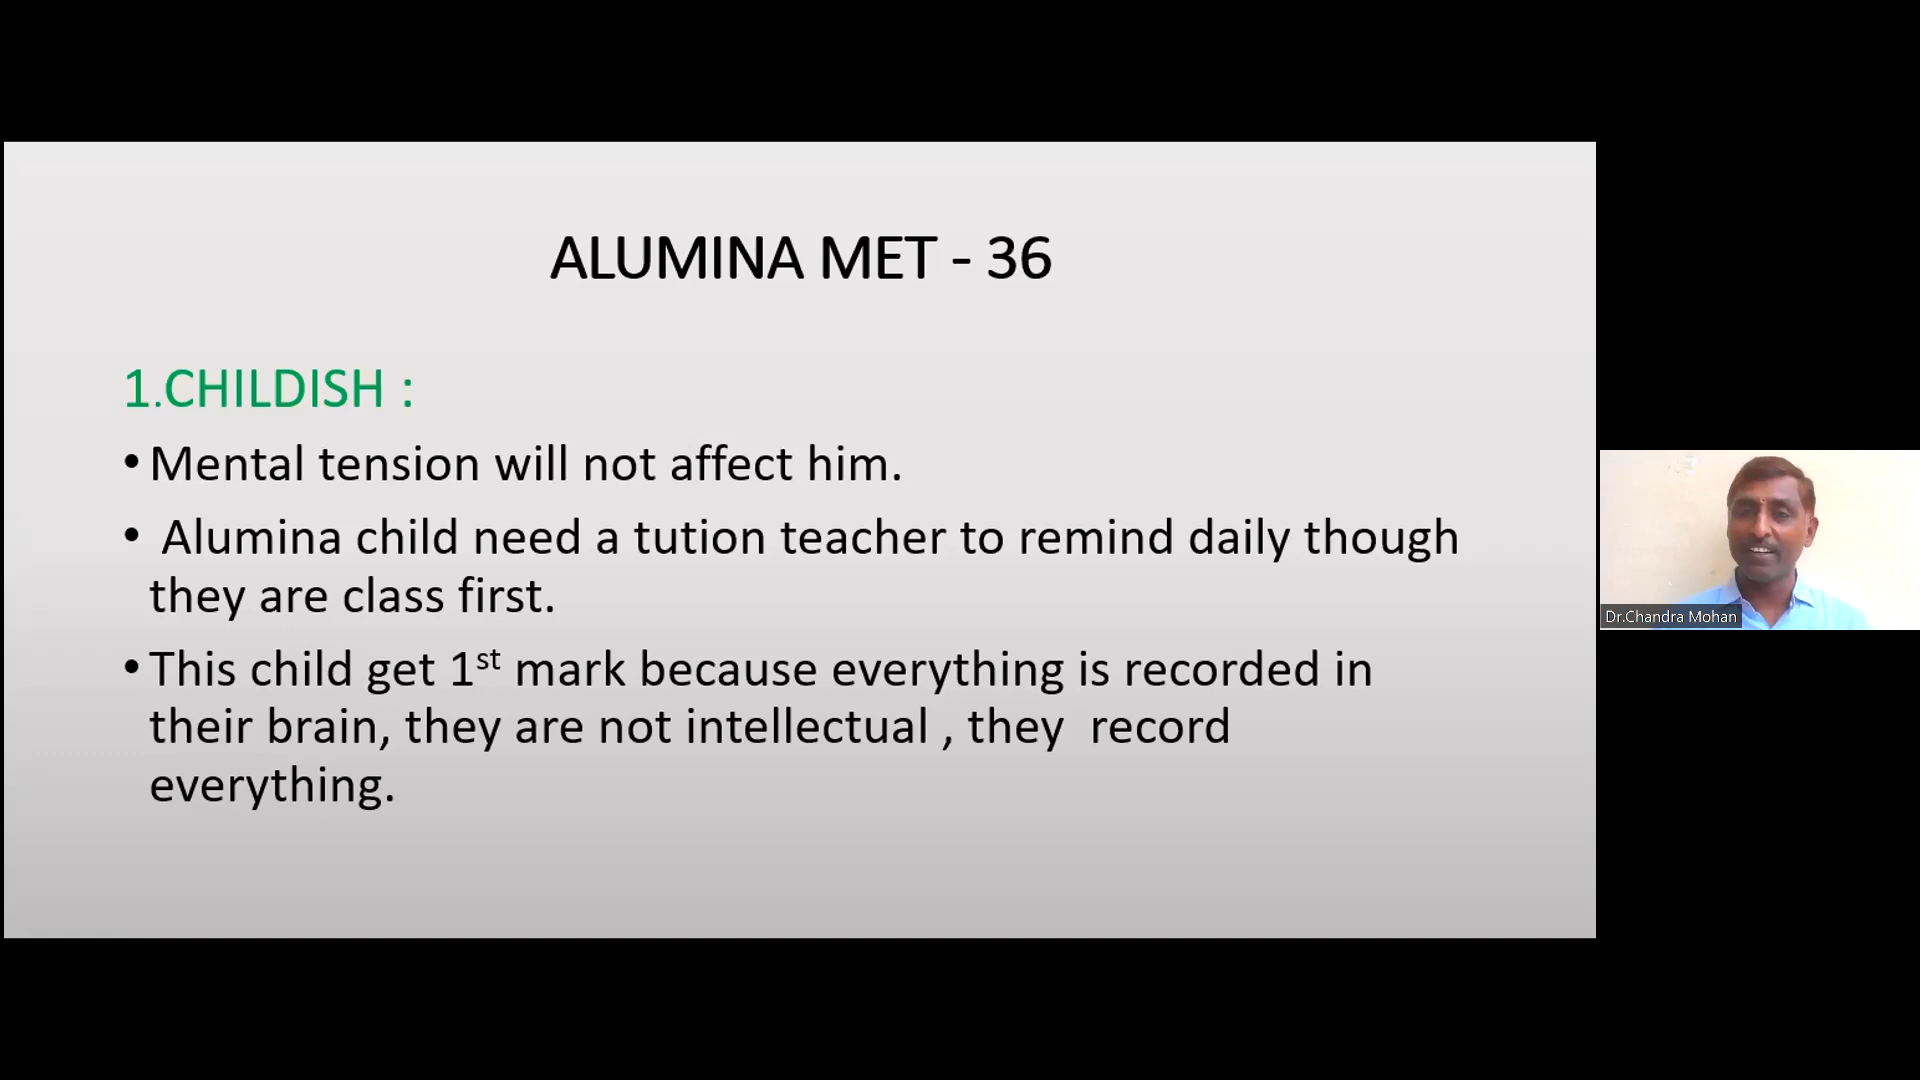 ALUMINA MET - 36
1.CHILDISH :
• Mental tension will not affect him.
• Alumina child need a tution teacher to remind daily though
they are class first.
• This child get 1st mark because everything is recorded in
their brain, they are not intellectual , they  record
everything.
Dr.Chandra Mohan